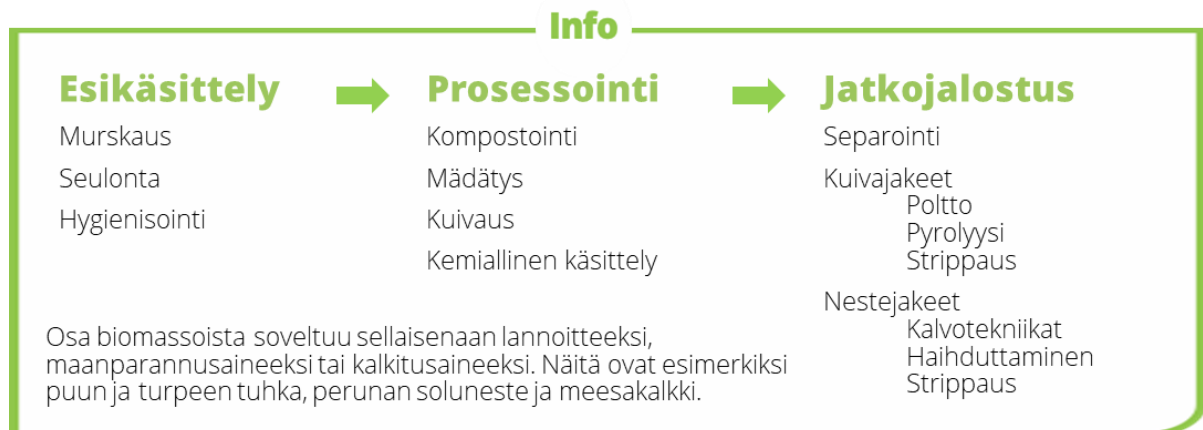 Info
Esikäsittely
Murskaus
Seulonta
Hygienisointi
Prosessointi
Kompostointi
Mädätys
Kuivaus
Kemiallinen käsittely
Jatkojalostus
Separointi
Kuivajakeet
Poltto
Pyrolyysi
Strippaus
Nestejakeet
Kalvotekniikat
Haihduttaminen
Strippaus
Osa biomassoista soveltuu sellaisenaan lannoitteeksi,
maanparannusaineeksi tai kalkitusaineeksi. Näitä ovat esimerkiksi
puun ja turpeen tuhka, perunan soluneste ja meesakalkki.